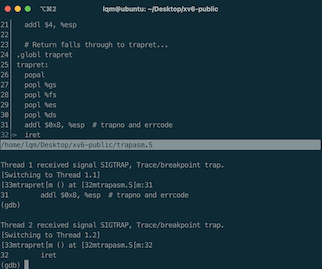 ⌥⌘2
lqm@ubuntu: ~/Desktop/xv6-public
21 addl $4, %esp
22
23 # Return falls through to trapret...
24 .globl trapret
25 trapret:
26 popal
27 popl %gs
28 popl %fs
29 popl %es
30 popl %ds
31 addl $0x8, %esp # trapno and errcode
32> iret
/home/lqm/Desktop/xv6-public/trapasm.S
Thread 1 received signal SIGTRAP, Trace/breakpoint trap.
[Switching to Thread 1.1]
[33mtrapret[m () at [32mtrapasm.S[m:31
31 addl $0x8, %esp # trapno and errcode
(gdb)
Thread 2 received signal SIGTRAP, Trace/breakpoint trap.
[Switching to Thread 1.2]
[33mtrapret[m () at [32mtrapasm.S[m:32
32 iret
(gdb)